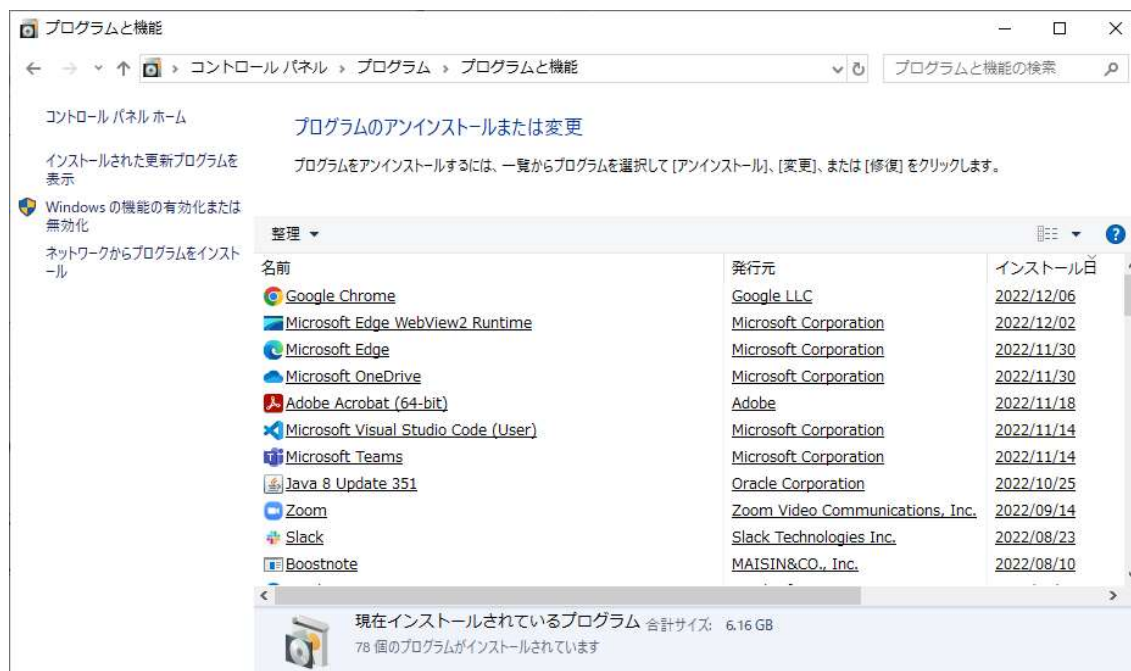 プログラムと機能
コントロール パネル › プログラム › プログラムと機能
プログラムと機能の検索
コントロール パネル ホーム
インストールされた更新プログラムを
表示
Windows の機能の有効化または
無効化
ネットワークからプログラムをインスト
ール
プログラムのアンインストールまたは変更
プログラムをアンインストールするには、一覧からプログラムを選択して [アンインストール]、[変更]、または [修復] をクリックします。
整理
名前 発行元 インストール日
Google Chrome Google LLC 2022/12/06
Microsoft Edge WebView2 Runtime Microsoft Corporation 2022/12/02
Microsoft Edge Microsoft Corporation 2022/11/30
Microsoft OneDrive Microsoft Corporation 2022/11/30
Adobe Acrobat (64-bit) Adobe 2022/11/18
Microsoft Visual Studio Code (User) Microsoft Corporation 2022/11/14
Microsoft Teams Microsoft Corporation 2022/11/14
Java 8 Update 351 Oracle Corporation 2022/10/25
Zoom Zoom Video Communications, Inc. 2022/09/14
Slack Slack Technologies Inc. 2022/08/23
Boostnote MAISIN&CO., Inc. 2022/08/10
現在インストールされているプログラム 合計サイズ: 6.16 GB
78 個のプログラムがインストールされています